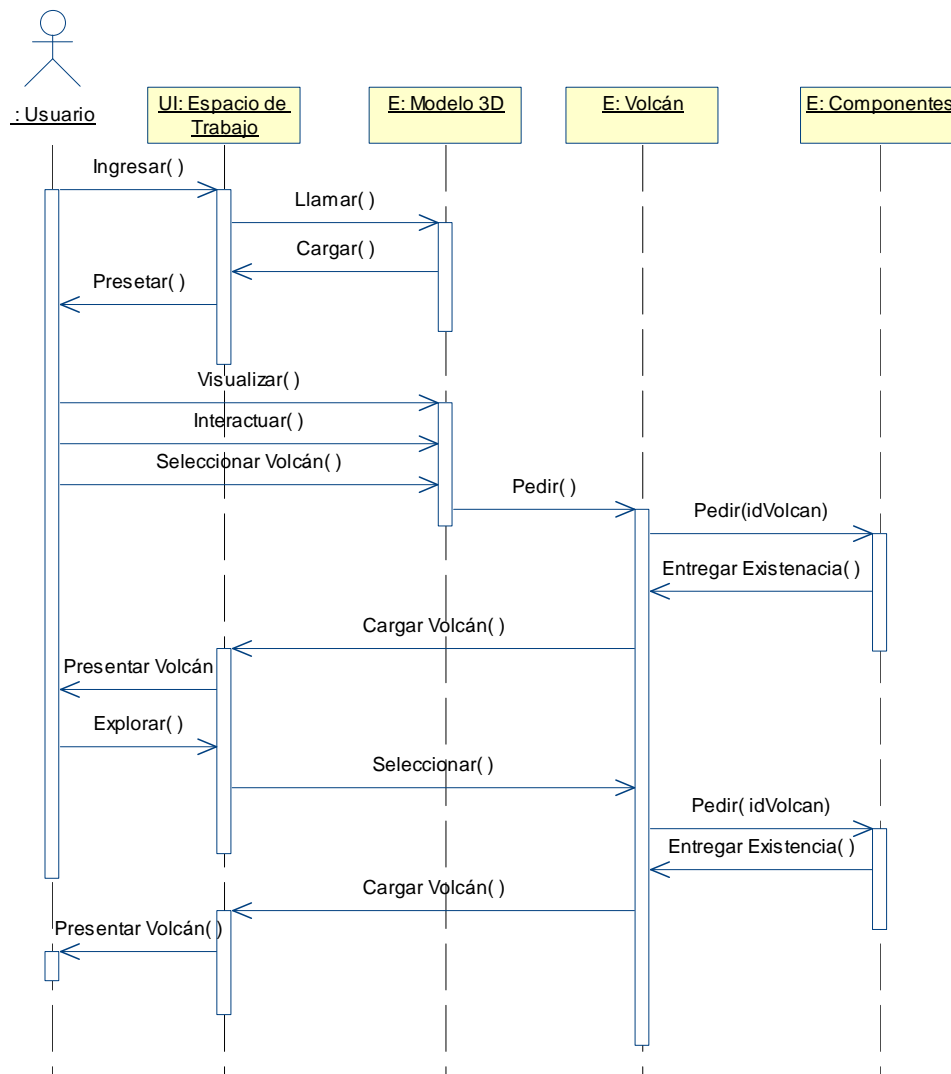 : Usuario
UI: Espacio de
Trabajo
E: Modelo 3D
E: Volcán
E: Componentes
Ingresar( )
Llamar( )
Cargar( )
Presetar( )
Visualizar( )
Interactuar( )
Seleccionar Volcán( )
Pedir( )
Pedir(idVolcan)
Entregar Existenacia( )
Cargar Volcán( )
Presentar Volcán
Explorar( )
Seleccionar( )
Pedir( idVolcan)
Entregar Existencia( )
Cargar Volcán( )
Presentar Volcán( )